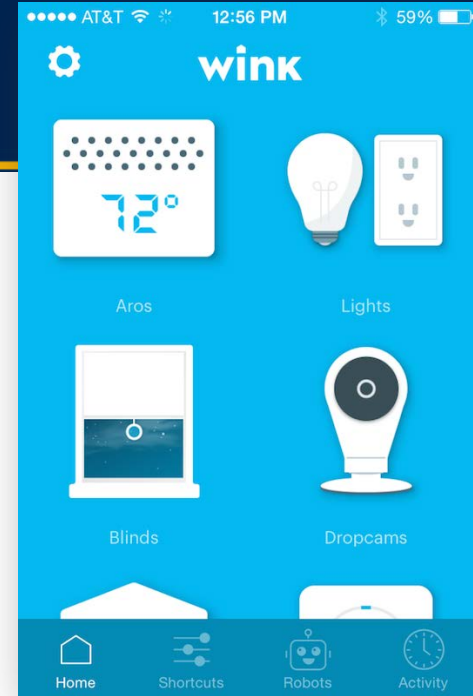 ●●●●● AT&T 12:56 PM 59%
wink
72°
Aros Lights
Blinds Dropcams
Home Shortcuts Robots Activity